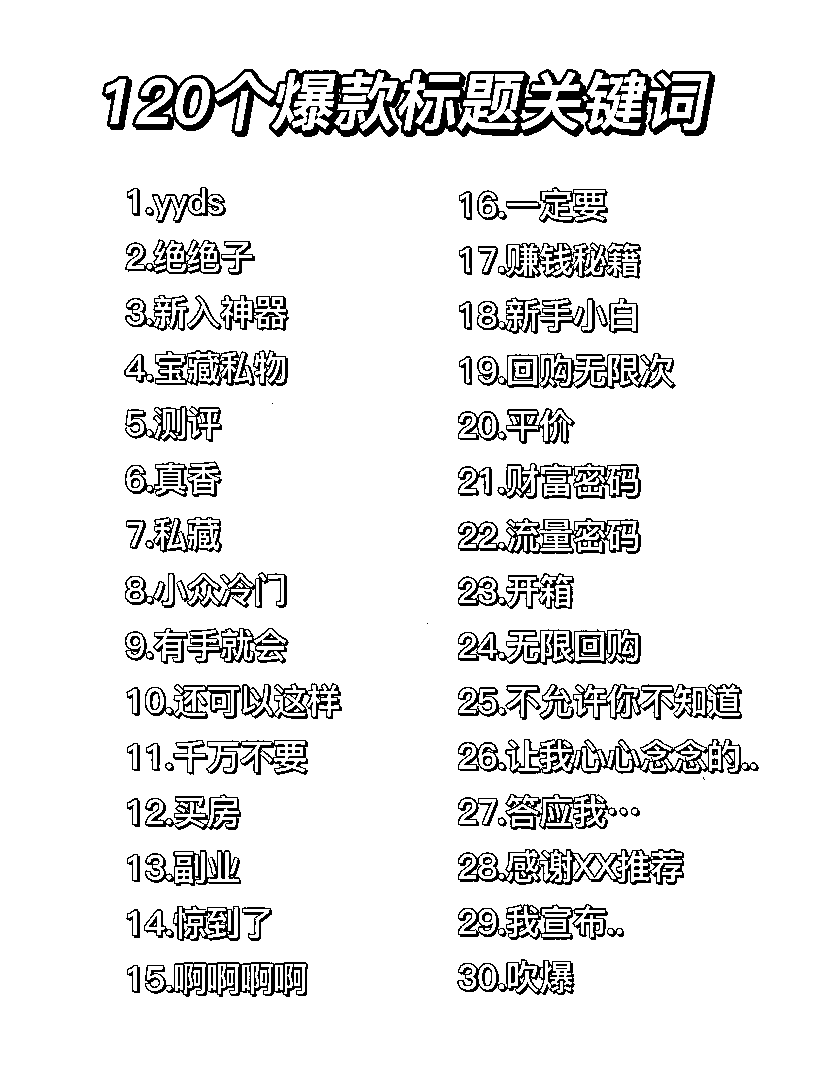 120个爆款标题关键词
1.yyds
2.绝绝子
3.新入神器
4.宝藏私物
5.测评
6.真香
7.私藏
8.小众冷门
9.有手就会
10.还可以这样
11.千万不要
12.买房
13.副业
14.惊到了
15.啊啊啊啊
16.一定要
17.赚钱秘籍
18.新手小白
19.回购无限次
20.平价
21.财富密码
22.流量密码
23.开箱
24.无限回购
25.不允许你不知道
26.让我心心念念的..
27.答应我…
28.感谢XX推荐
29.我宣布..
30.吹爆